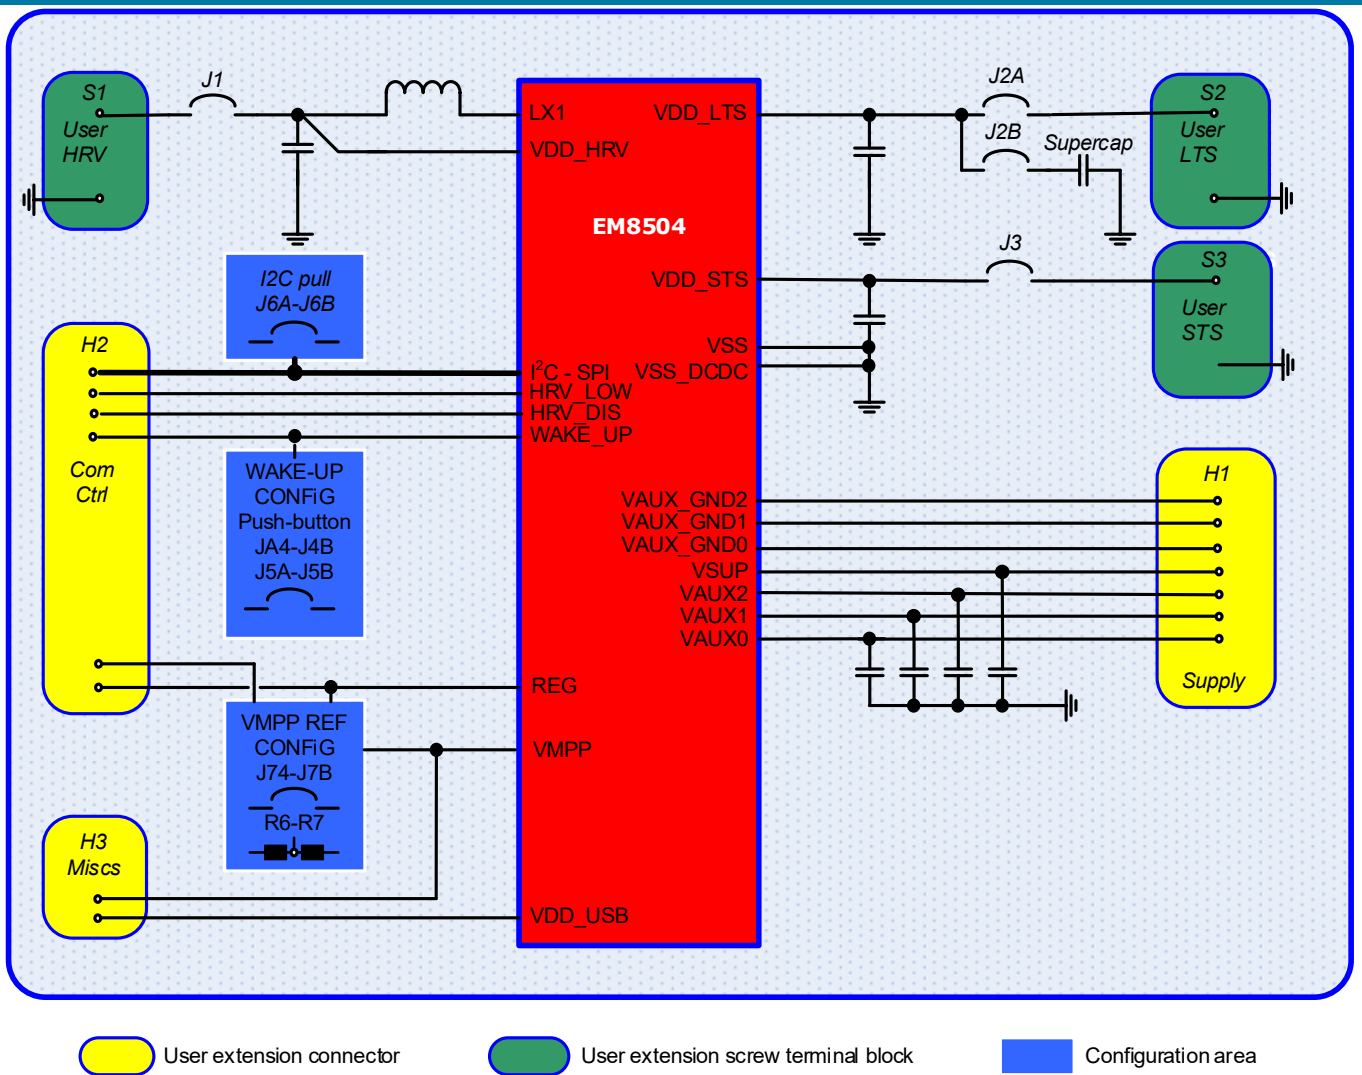 S1
User
HRV
J1
LX1
VDD_HRV
EM8504
VDD_LTS
J2A
J2B
Supercap
S2
User
LTS
I2C pull
J6A-J6B
VDD_STS
J3
S3
User
STS
VSS
VSS_DCDC
H2
Com
Ctrl
I²C - SPI
HRV_LOW
HRV_DIS
WAKE_UP
WAKE-UP
CONFiG
Push-button
JA4-J4B
J5A-J5B
VAUX_GND2
VAUX_GND1
VAUX_GND0
VSUP
VAUX2
VAUX1
VAUX0
H1
Supply
REG
VMPP REF
CONFiG
J74-J7B
R6-R7
VMPP
H3
Miscs
VDD_USB
User extension connector
User extension screw terminal block
Configuration area